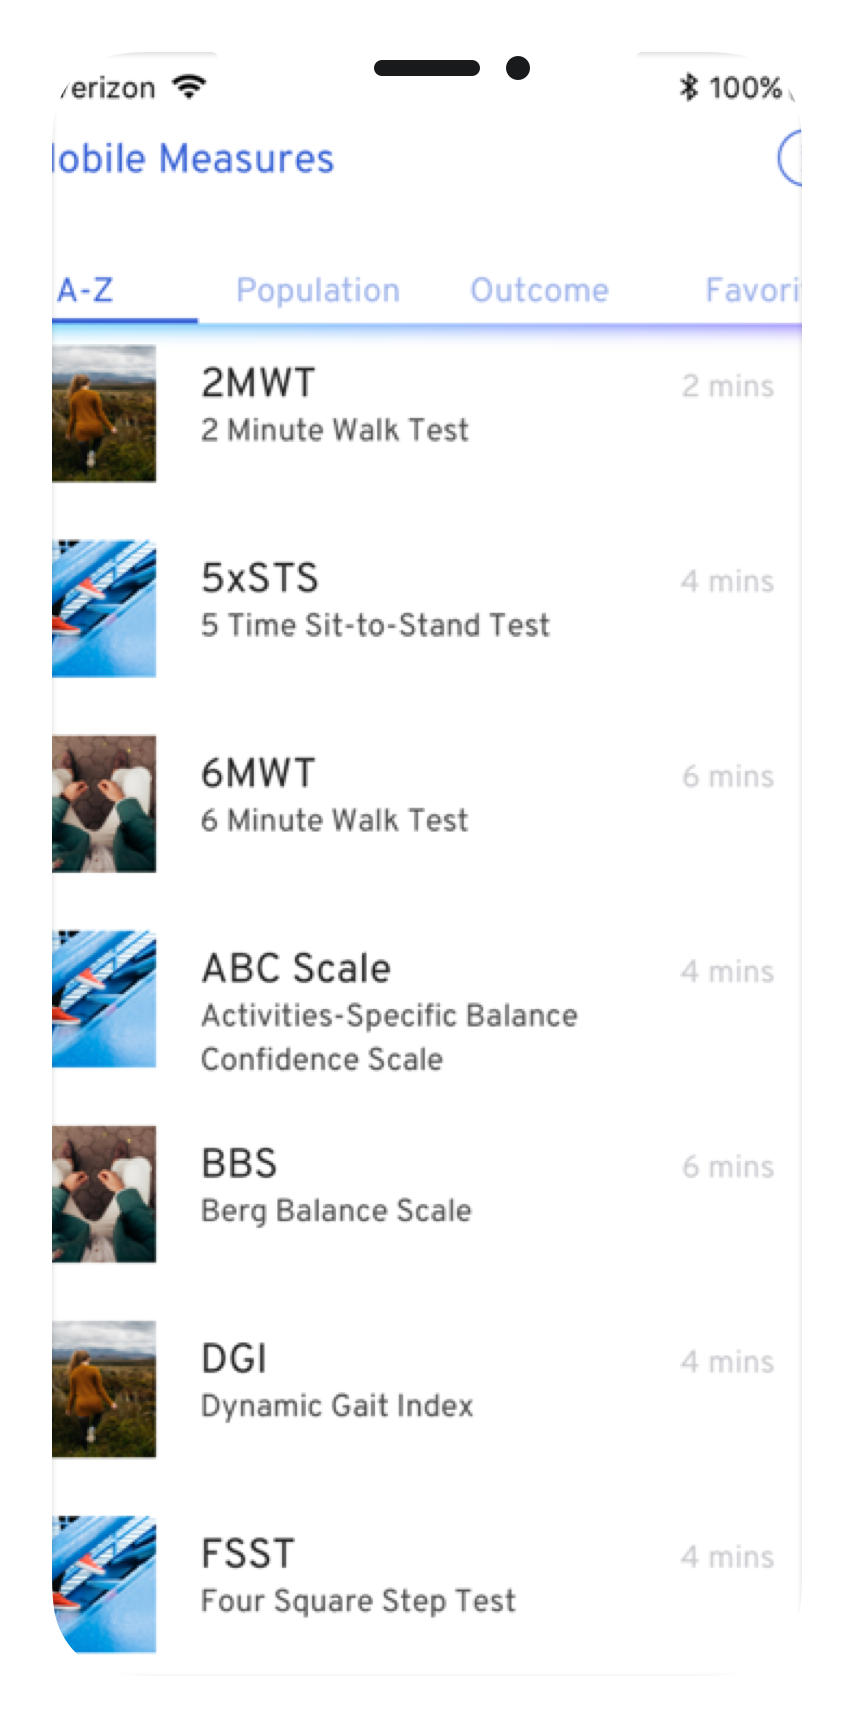 erizon 100%
obile Measures
A-Z Population Outcome Favori
2MWT 2 mins
2 Minute Walk Test
5xSTS 4 mins
5 Time Sit-to-Stand Test
6MWT 6 mins
6 Minute Walk Test
ABC Scale 4 mins
Activities-Specific Balance
Confidence Scale
BBS 6 mins
Berg Balance Scale
DGI 4 mins
Dynamic Gait Index
FSST 4 mins
Four Square Step Test